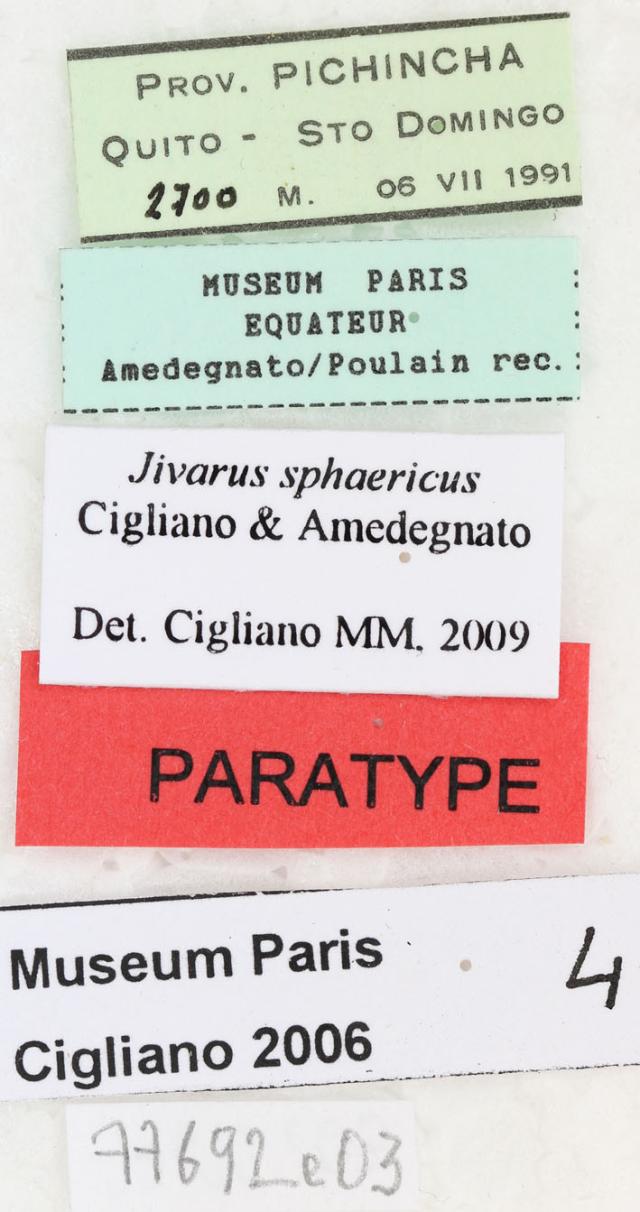 PROV. PICHINCHA
QUITO - STO DOMINGO
2700 M. 06 VII 1991
MUSEUM PARIS
EQUATEUR
Amedegnato/Poulain rec.
Jivarus sphaericus
Cigliano & Amedegnato
Det. Cigliano MM. 2009
PARATYPE
Museum Paris 4
Cigliano 2006
77692e03